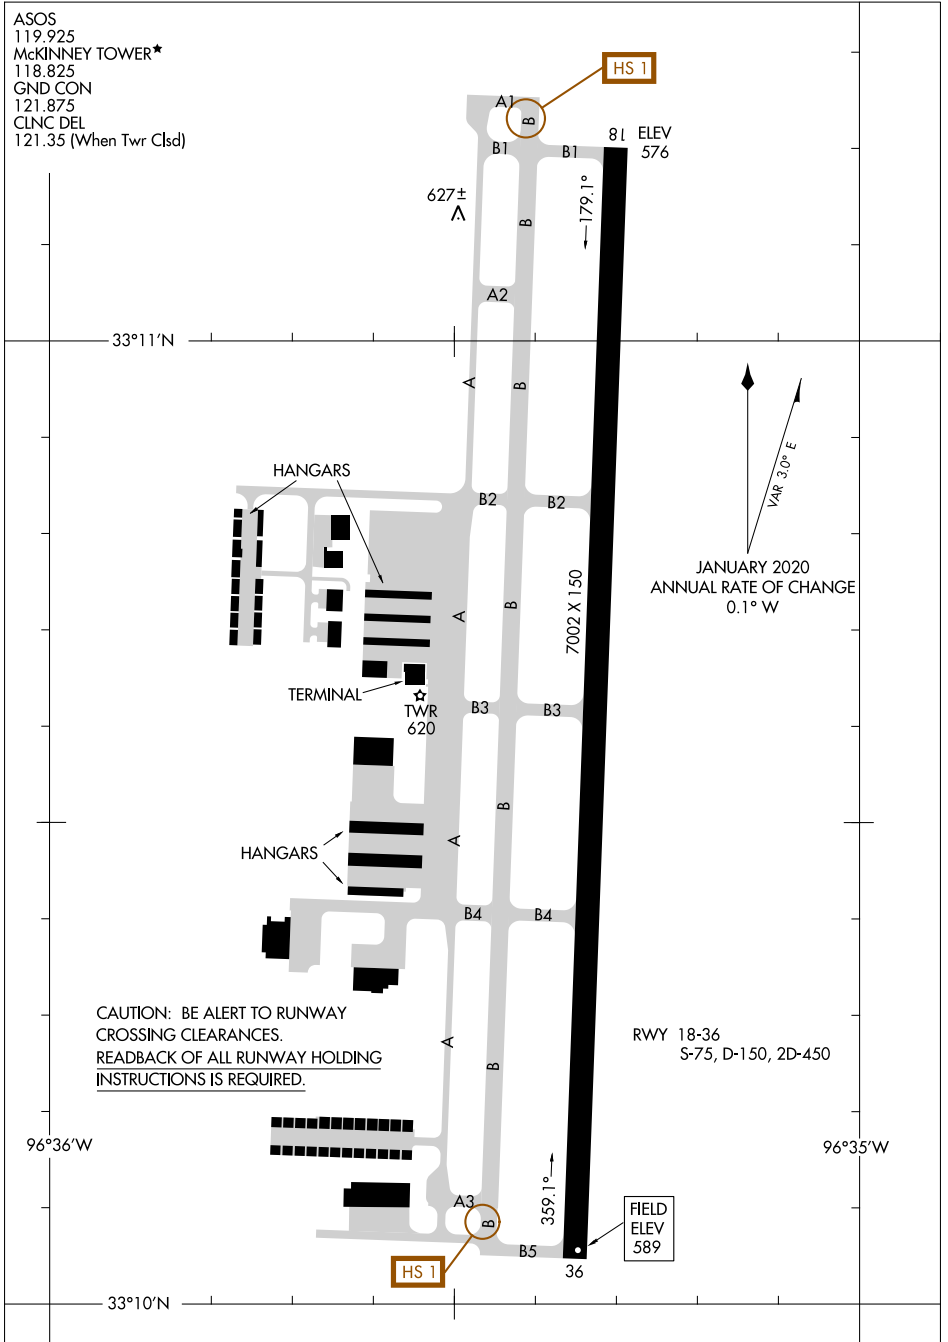 ASOS
119.925
McKINNEY TOWER★
118.825
GND CON
121.875
CLNC DEL
121.35 (When Twr Clsd)
HS 1
A1
B
18
ELEV
576
B1
B1
627±
179.1°
B
A2
33°11'N
A
B
VAR 3.0° E
HANGARS
B2
B2
JANUARY 2020
ANNUAL RATE OF CHANGE
0.1° W
7002 X 150
A
B
TERMINAL
TWR
620
B3
B3
B
A
HANGARS
B4
B4
CAUTION: BE ALERT TO RUNWAY
CROSSING CLEARANCES.
READBACK OF ALL RUNWAY HOLDING
INSTRUCTIONS IS REQUIRED.
RWY 18-36
S-75, D-150, 2D-450
A
B
96°36'W
96°35'W
359.1°
A3
B
FIELD
ELEV
589
B5
HS 1
36
33°10'N